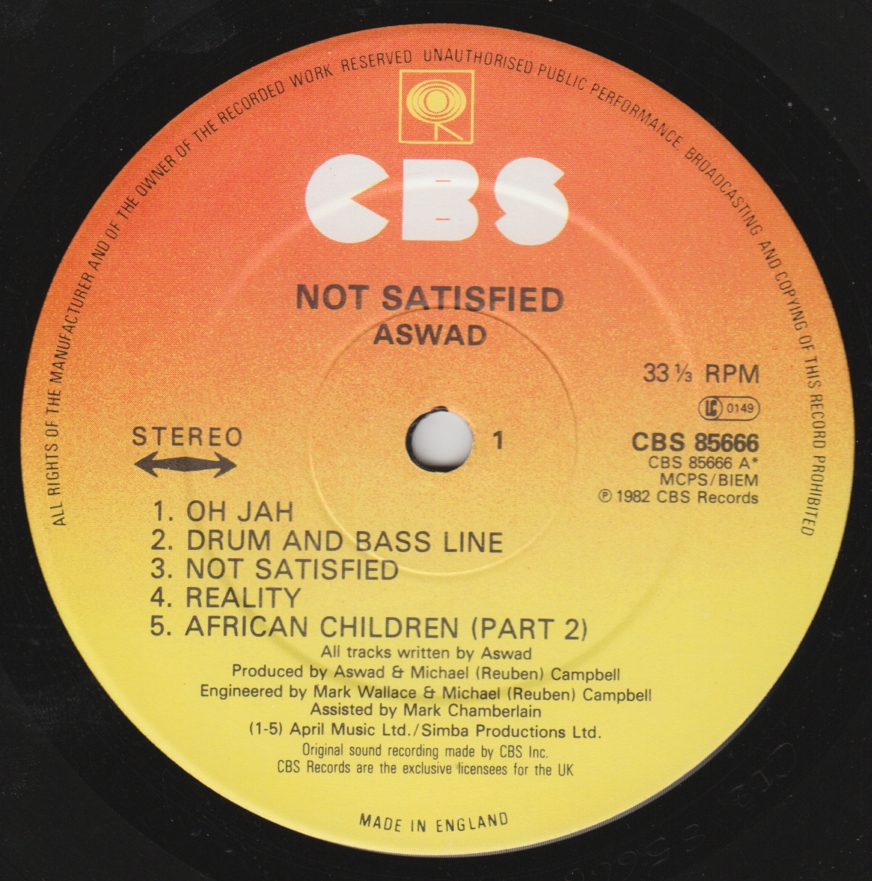 ALL RIGHTS OF THE MANUFACTURER AND OF THE OWNER OF THE RECORDED WORK RESERVED UNAUTHORISED PUBLIC PERFORMANCE BROADCASTING AND COPYING OF THIS RECORD PROHIBITED
CBS
NOT SATISFIED
ASWAD
33 ⅓ RPM
LC 0149
STEREO
1
CBS 85666
CBS 85666 A*
MCPS/BIEM
℗ 1982 CBS Records
1. OH JAH
2. DRUM AND BASS LINE
3. NOT SATISFIED
4. REALITY
5. AFRICAN CHILDREN (PART 2)
All tracks written by Aswad
Produced by Aswad & Michael (Reuben) Campbell
Engineered by Mark Wallace & Michael (Reuben) Campbell
Assisted by Mark Chamberlain
(1-5) April Music Ltd./Simba Productions Ltd.
Original sound recording made by CBS Inc.
CBS Records are the exclusive licensees for the UK
MADE IN ENGLAND